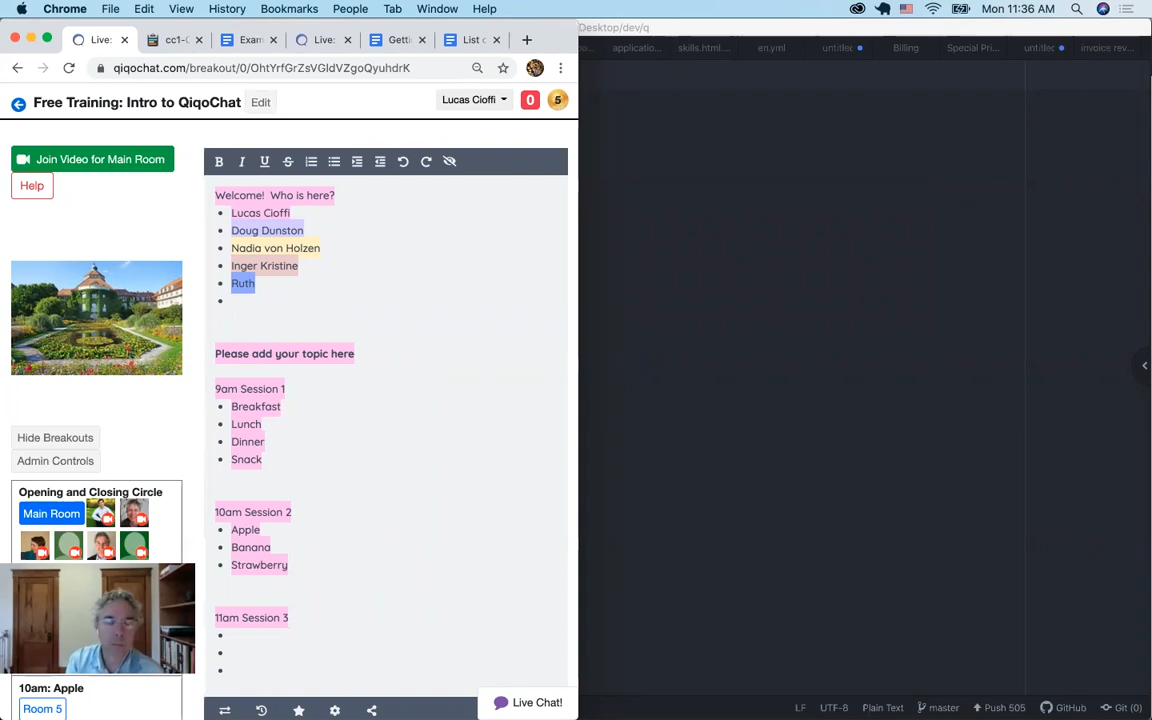 Chrome File Edit View History Bookmarks People Tab Window Help Mon 11:36 AM
Desktop/dev/q
Live: cc1-C Exam Live: Getti List c
applicatio... skills.html... en.yml untitled Billing Special Pri... untitled invoice rev...
qiqochat.com/breakout/0/OhtYrfGrZsVGldVZgoQyuhdrK
Free Training: Intro to QiqoChat Edit Lucas Cioffi 0 5
Join Video for Main Room
Help
B I U S
Welcome! Who is here?
Lucas Cioffi
Doug Dunston
Nadia von Holzen
Inger Kristine
Ruth
Please add your topic here
9am Session 1
Breakfast
Lunch
Dinner
Snack
10am Session 2
Apple
Banana
Strawberry
11am Session 3
Hide Breakouts
Admin Controls
Opening and Closing Circle
Main Room
10am: Apple
Room 5
Live Chat!
LF UTF-8 Plain Text master Push 505 GitHub Git (0)